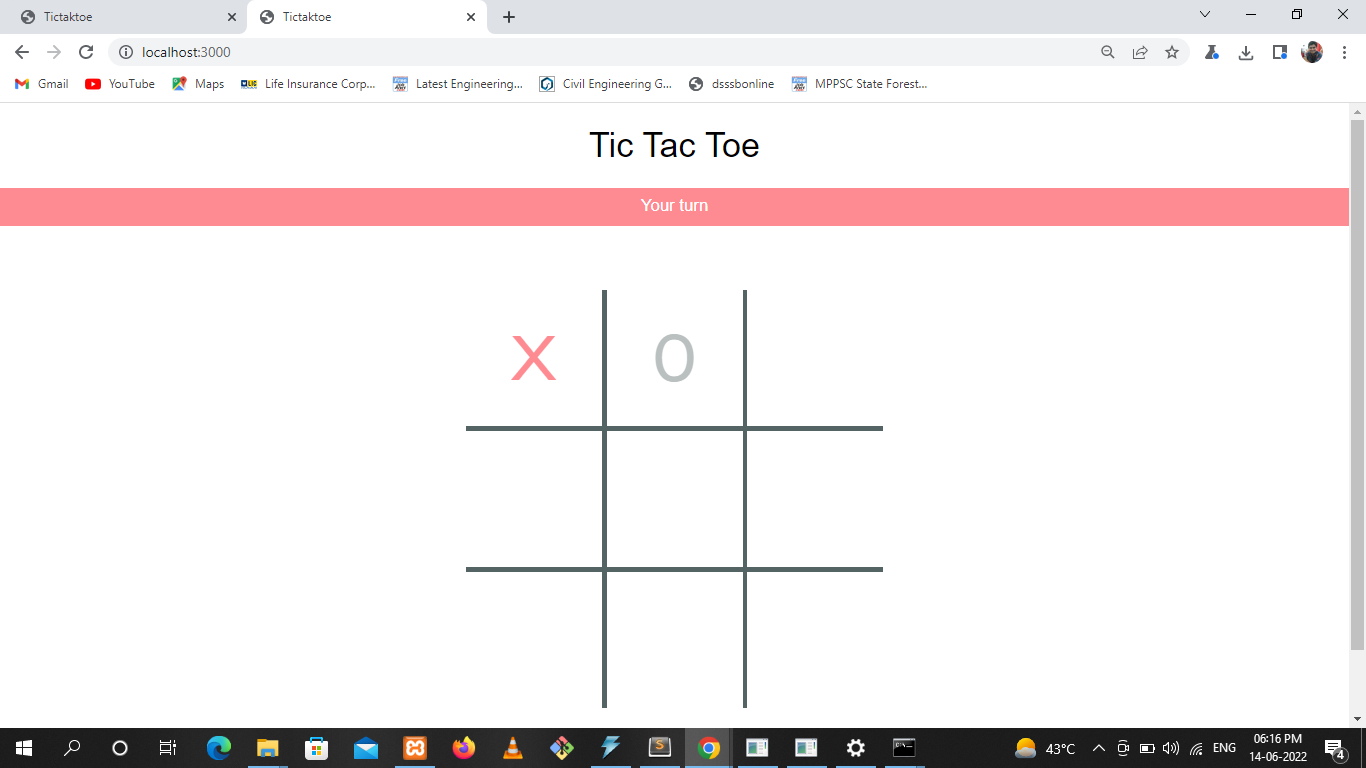 Tictaktoe
Tictaktoe
localhost:3000
Gmail
YouTube
Maps
LIC
Life Insurance Corp...
Latest Engineering...
Civil Engineering G...
dsssbonline
MPPSC State Forest...
Tic Tac Toe
Your turn
X O
43°C
ENG
06:16 PM
14-06-2022
4